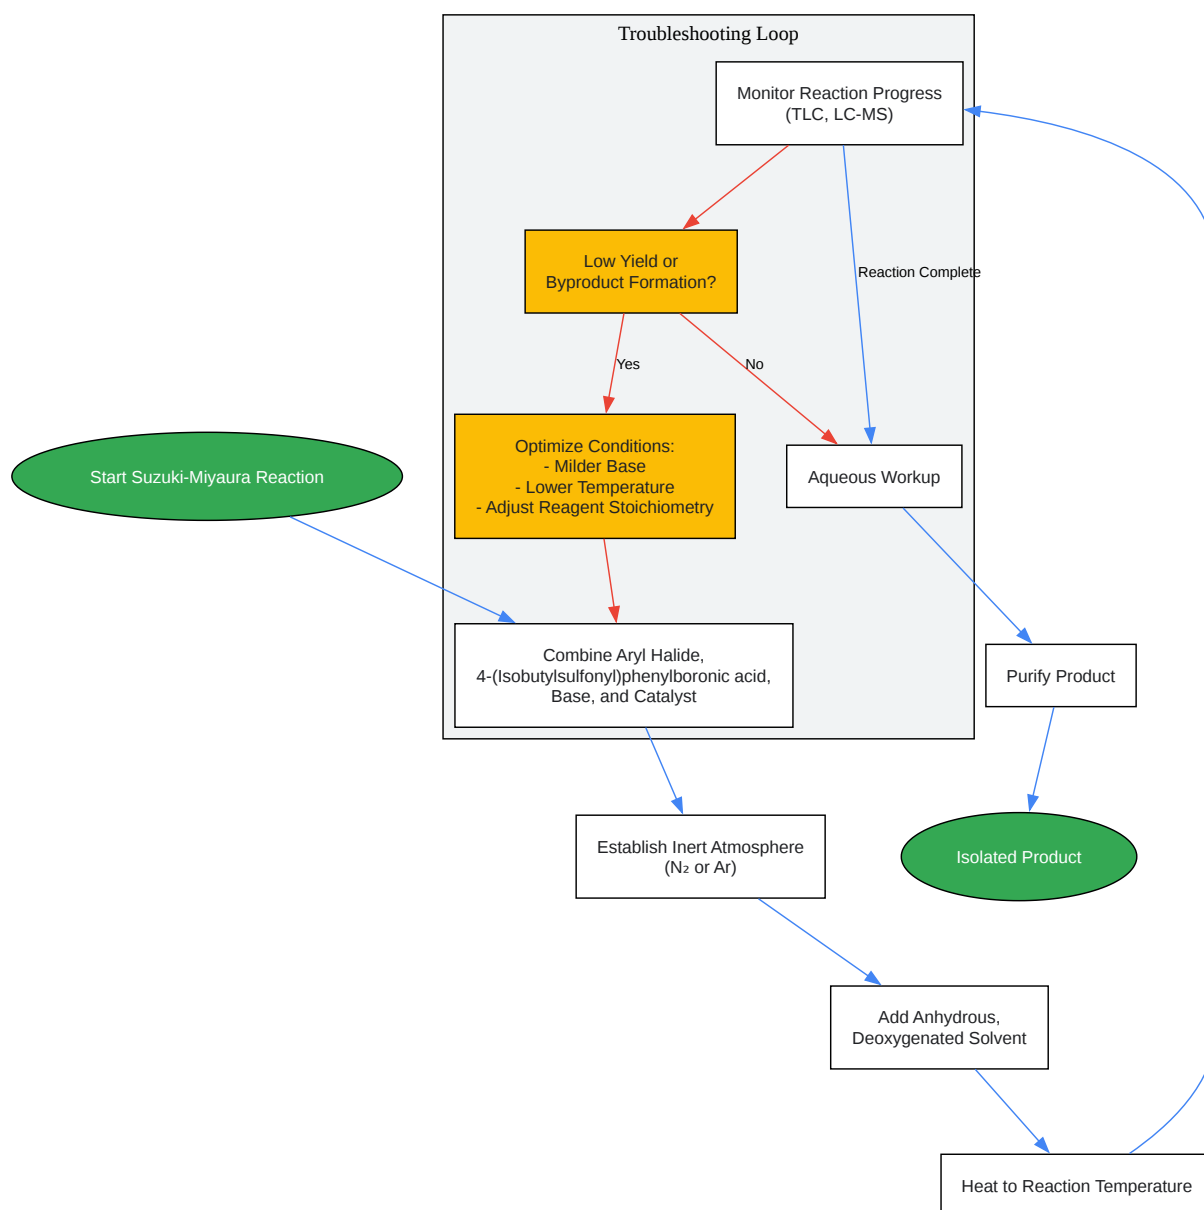 Troubleshooting Loop
Monitor Reaction Progress
(TLC, LC-MS)
Low Yield or
Byproduct Formation?
Reaction Complete
Yes
No
Optimize Conditions:
- Milder Base
- Lower Temperature
- Adjust Reagent Stoichiometry
Aqueous Workup
Start Suzuki-Miyaura Reaction
Combine Aryl Halide,
4-(Isobutylsulfonyl)phenylboronic acid,
Base, and Catalyst
Purify Product
Establish Inert Atmosphere
(N₂ or Ar)
Isolated Product
Add Anhydrous,
Deoxygenated Solvent
Heat to Reaction Temperature